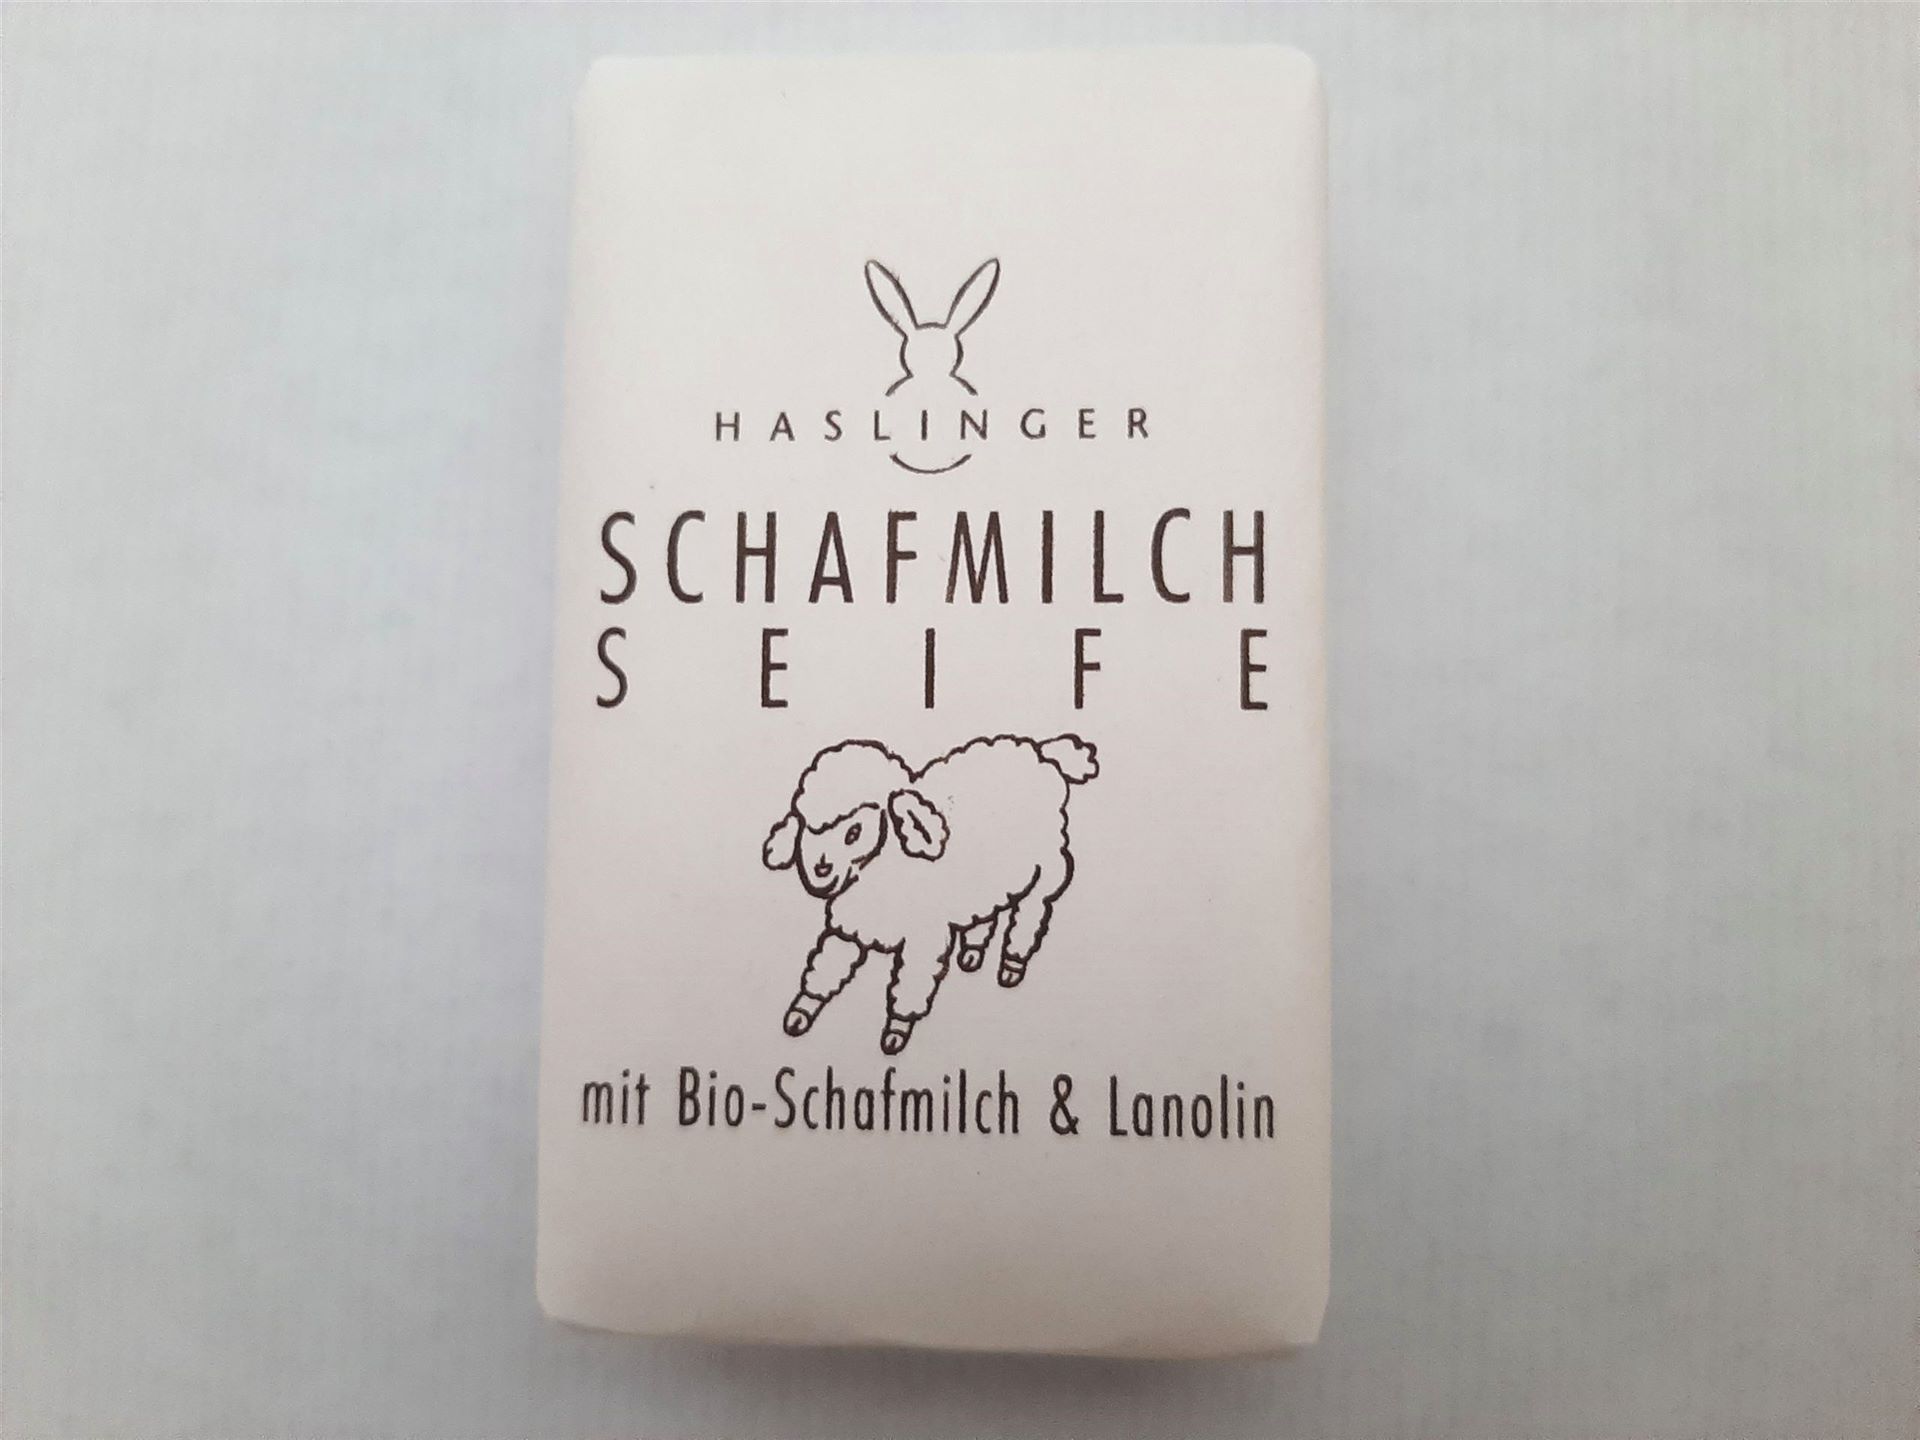 HASLINGER
SCHAFMILCH
SEIFE
mit Bio-Schafmilch & Lanolin